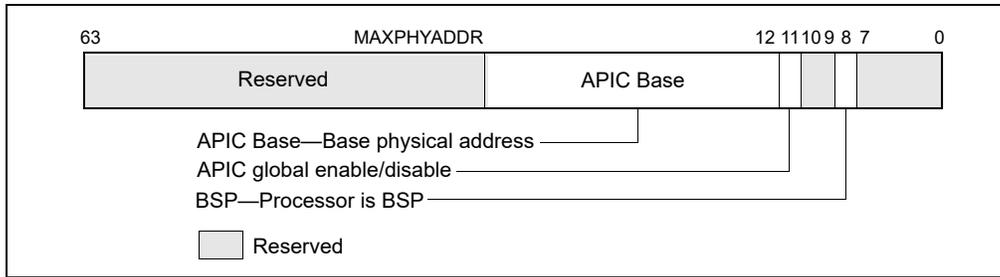 63 MAXPHYADDR 12 11 10 9 8 7 0
Reserved APIC Base
APIC Base—Base physical address
APIC global enable/disable
BSP—Processor is BSP
Reserved